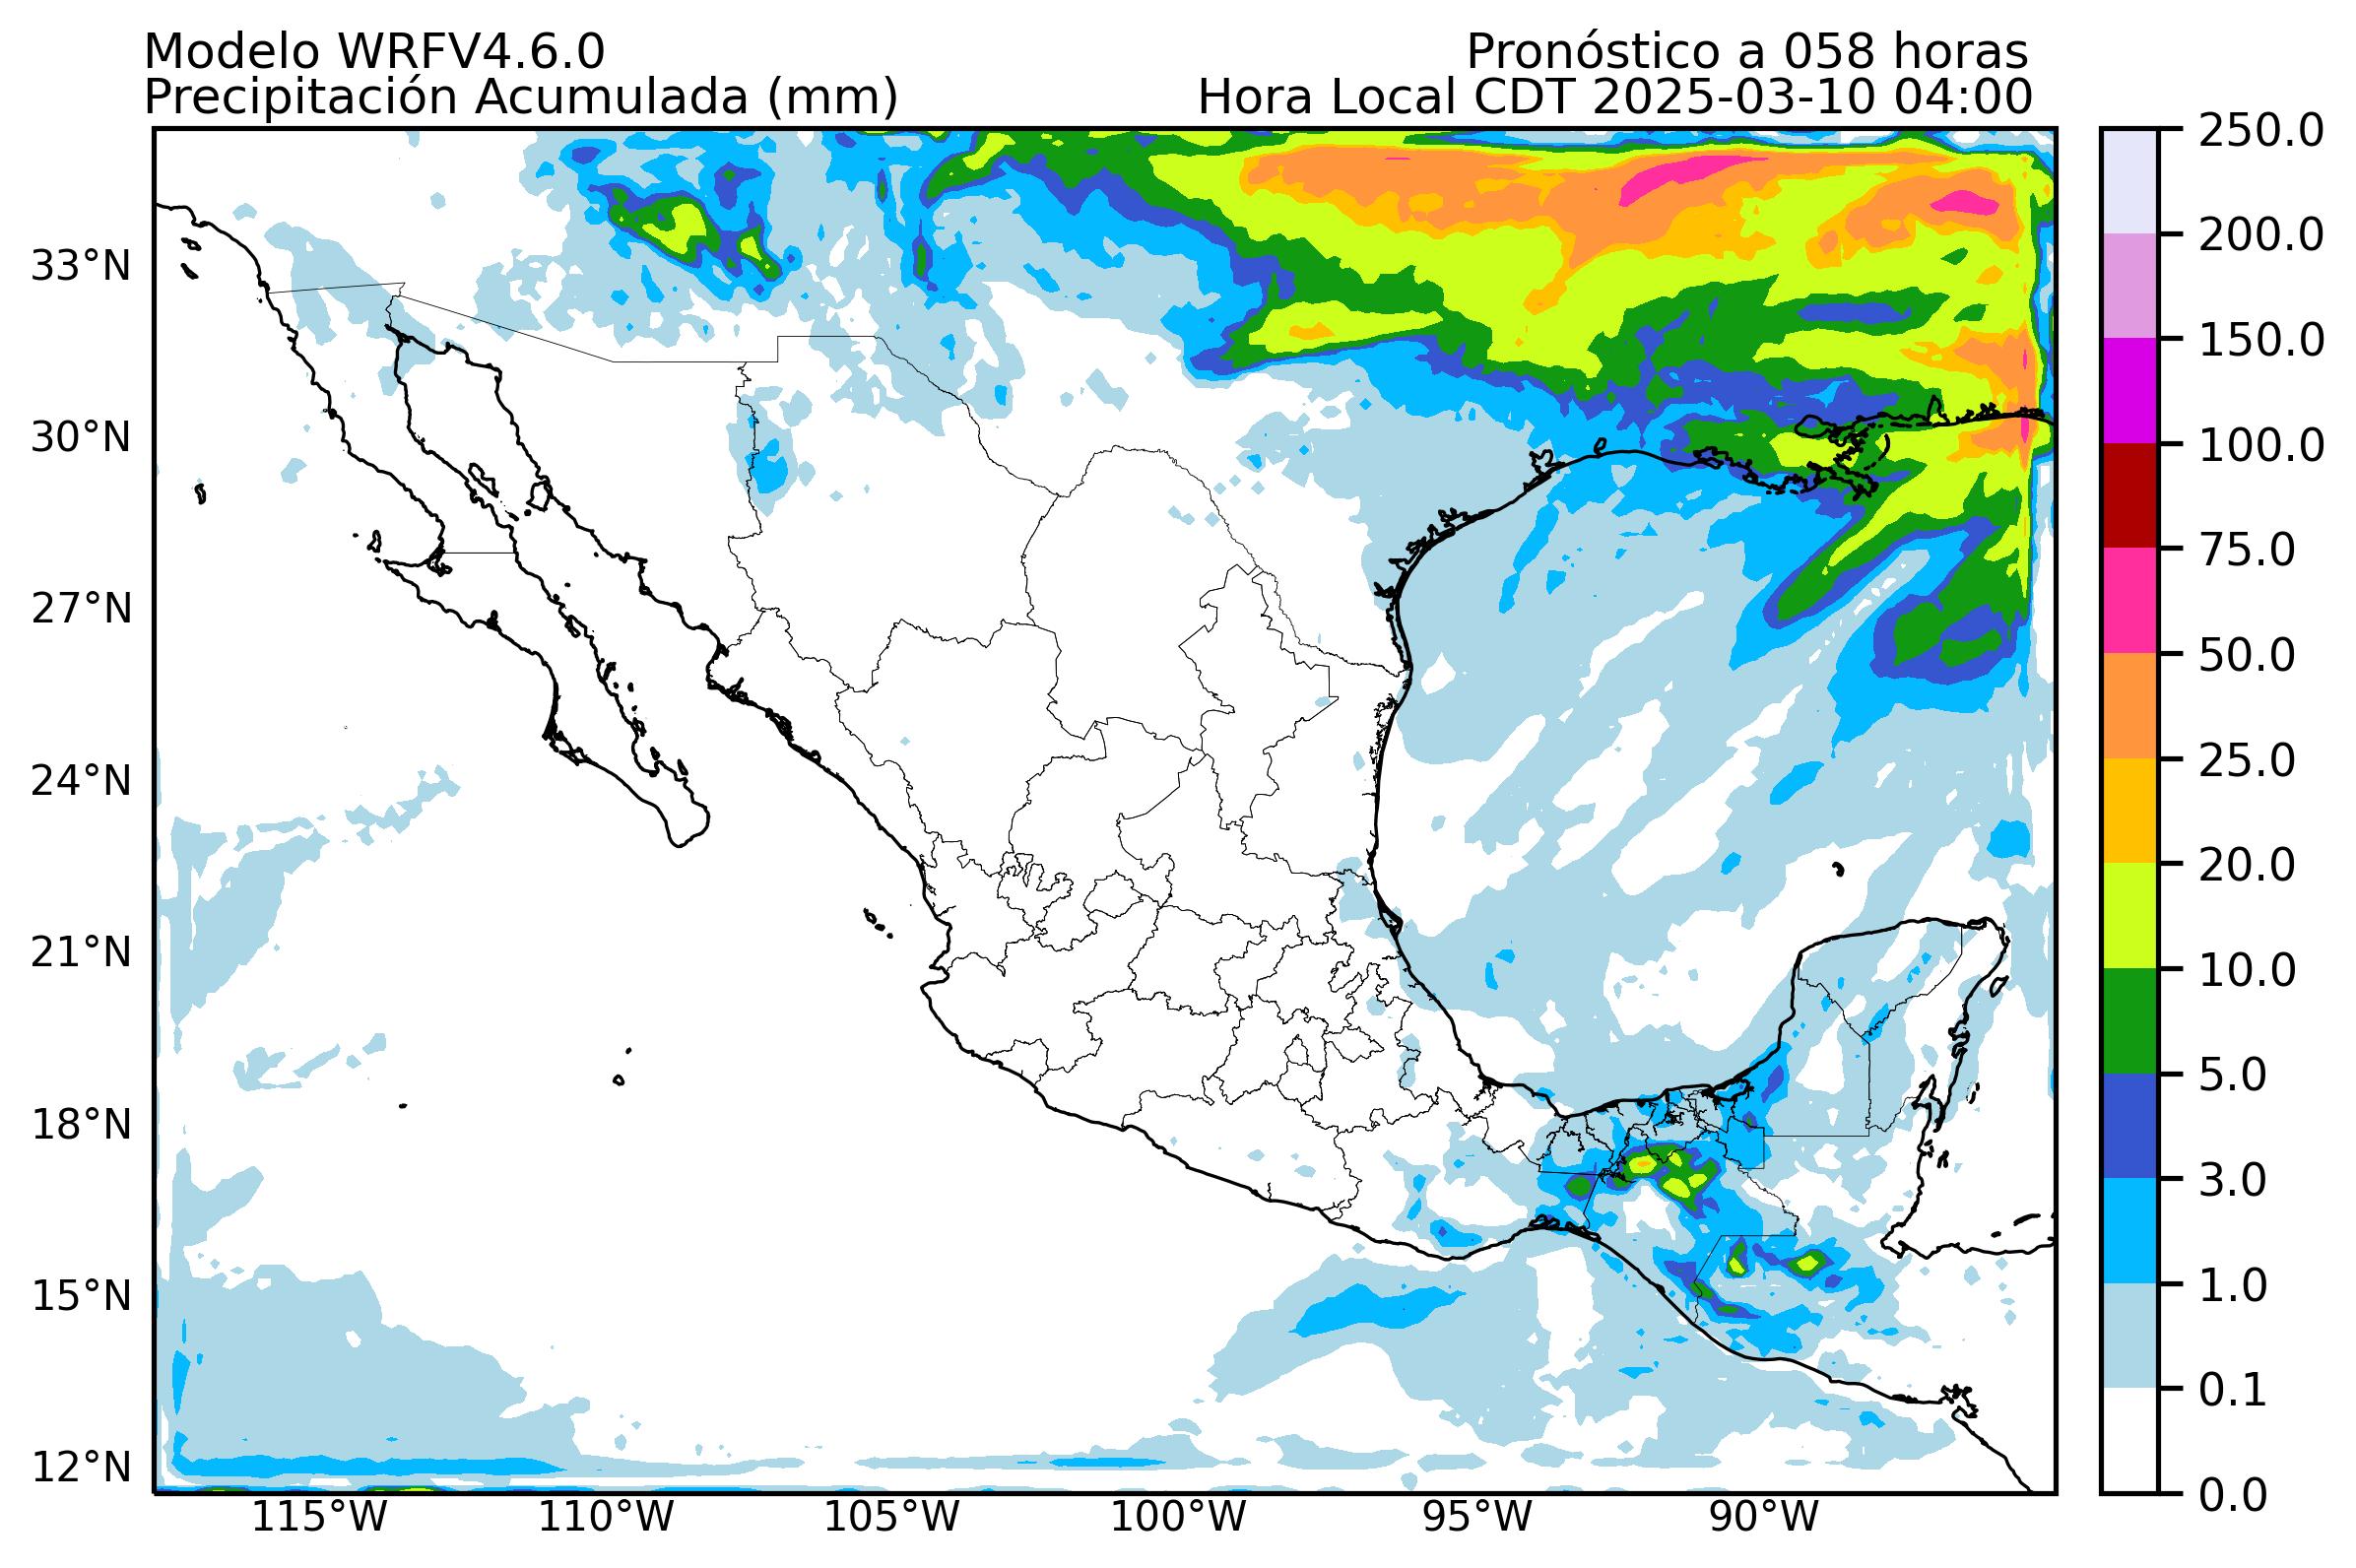 Modelo WRFV4.6.0
Pronóstico a 058 horas
Precipitación Acumulada (mm)
Hora Local CDT 2025-03-10 04:00
33°N
30°N
27°N
24°N
21°N
18°N
15°N
12°N
115°W
110°W
105°W
100°W
95°W
90°W
250.0
200.0
150.0
100.0
75.0
50.0
25.0
20.0
10.0
5.0
3.0
1.0
0.1
0.0